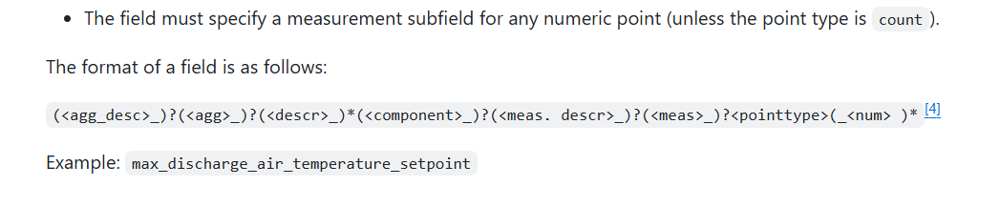 • The field must specify a measurement subfield for any numeric point (unless the point type is count ).
The format of a field is as follows:
(<agg_desc>_)?(<agg>_)?(<descr>_)*(<component>_)?(<meas. descr>_)?(<meas>_)?<pointtype>(_<num> )* [4]
Example: max_discharge_air_temperature_setpoint